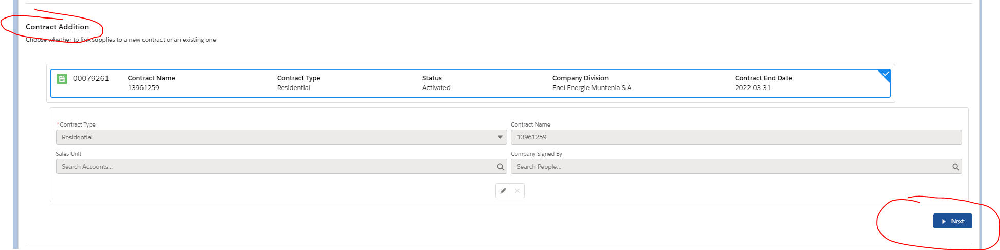 Contract Addition
Choose whether to link supplies to a new contract or an existing one
00079261 Contract Name Contract Type Status Company Division Contract End Date
13961259 Residential Activated Enel Energie Muntenia S.A. 2022-03-31
*Contract Type Contract Name
Residential 13961259
Sales Unit Company Signed By
Search Accounts... Search People...
Next